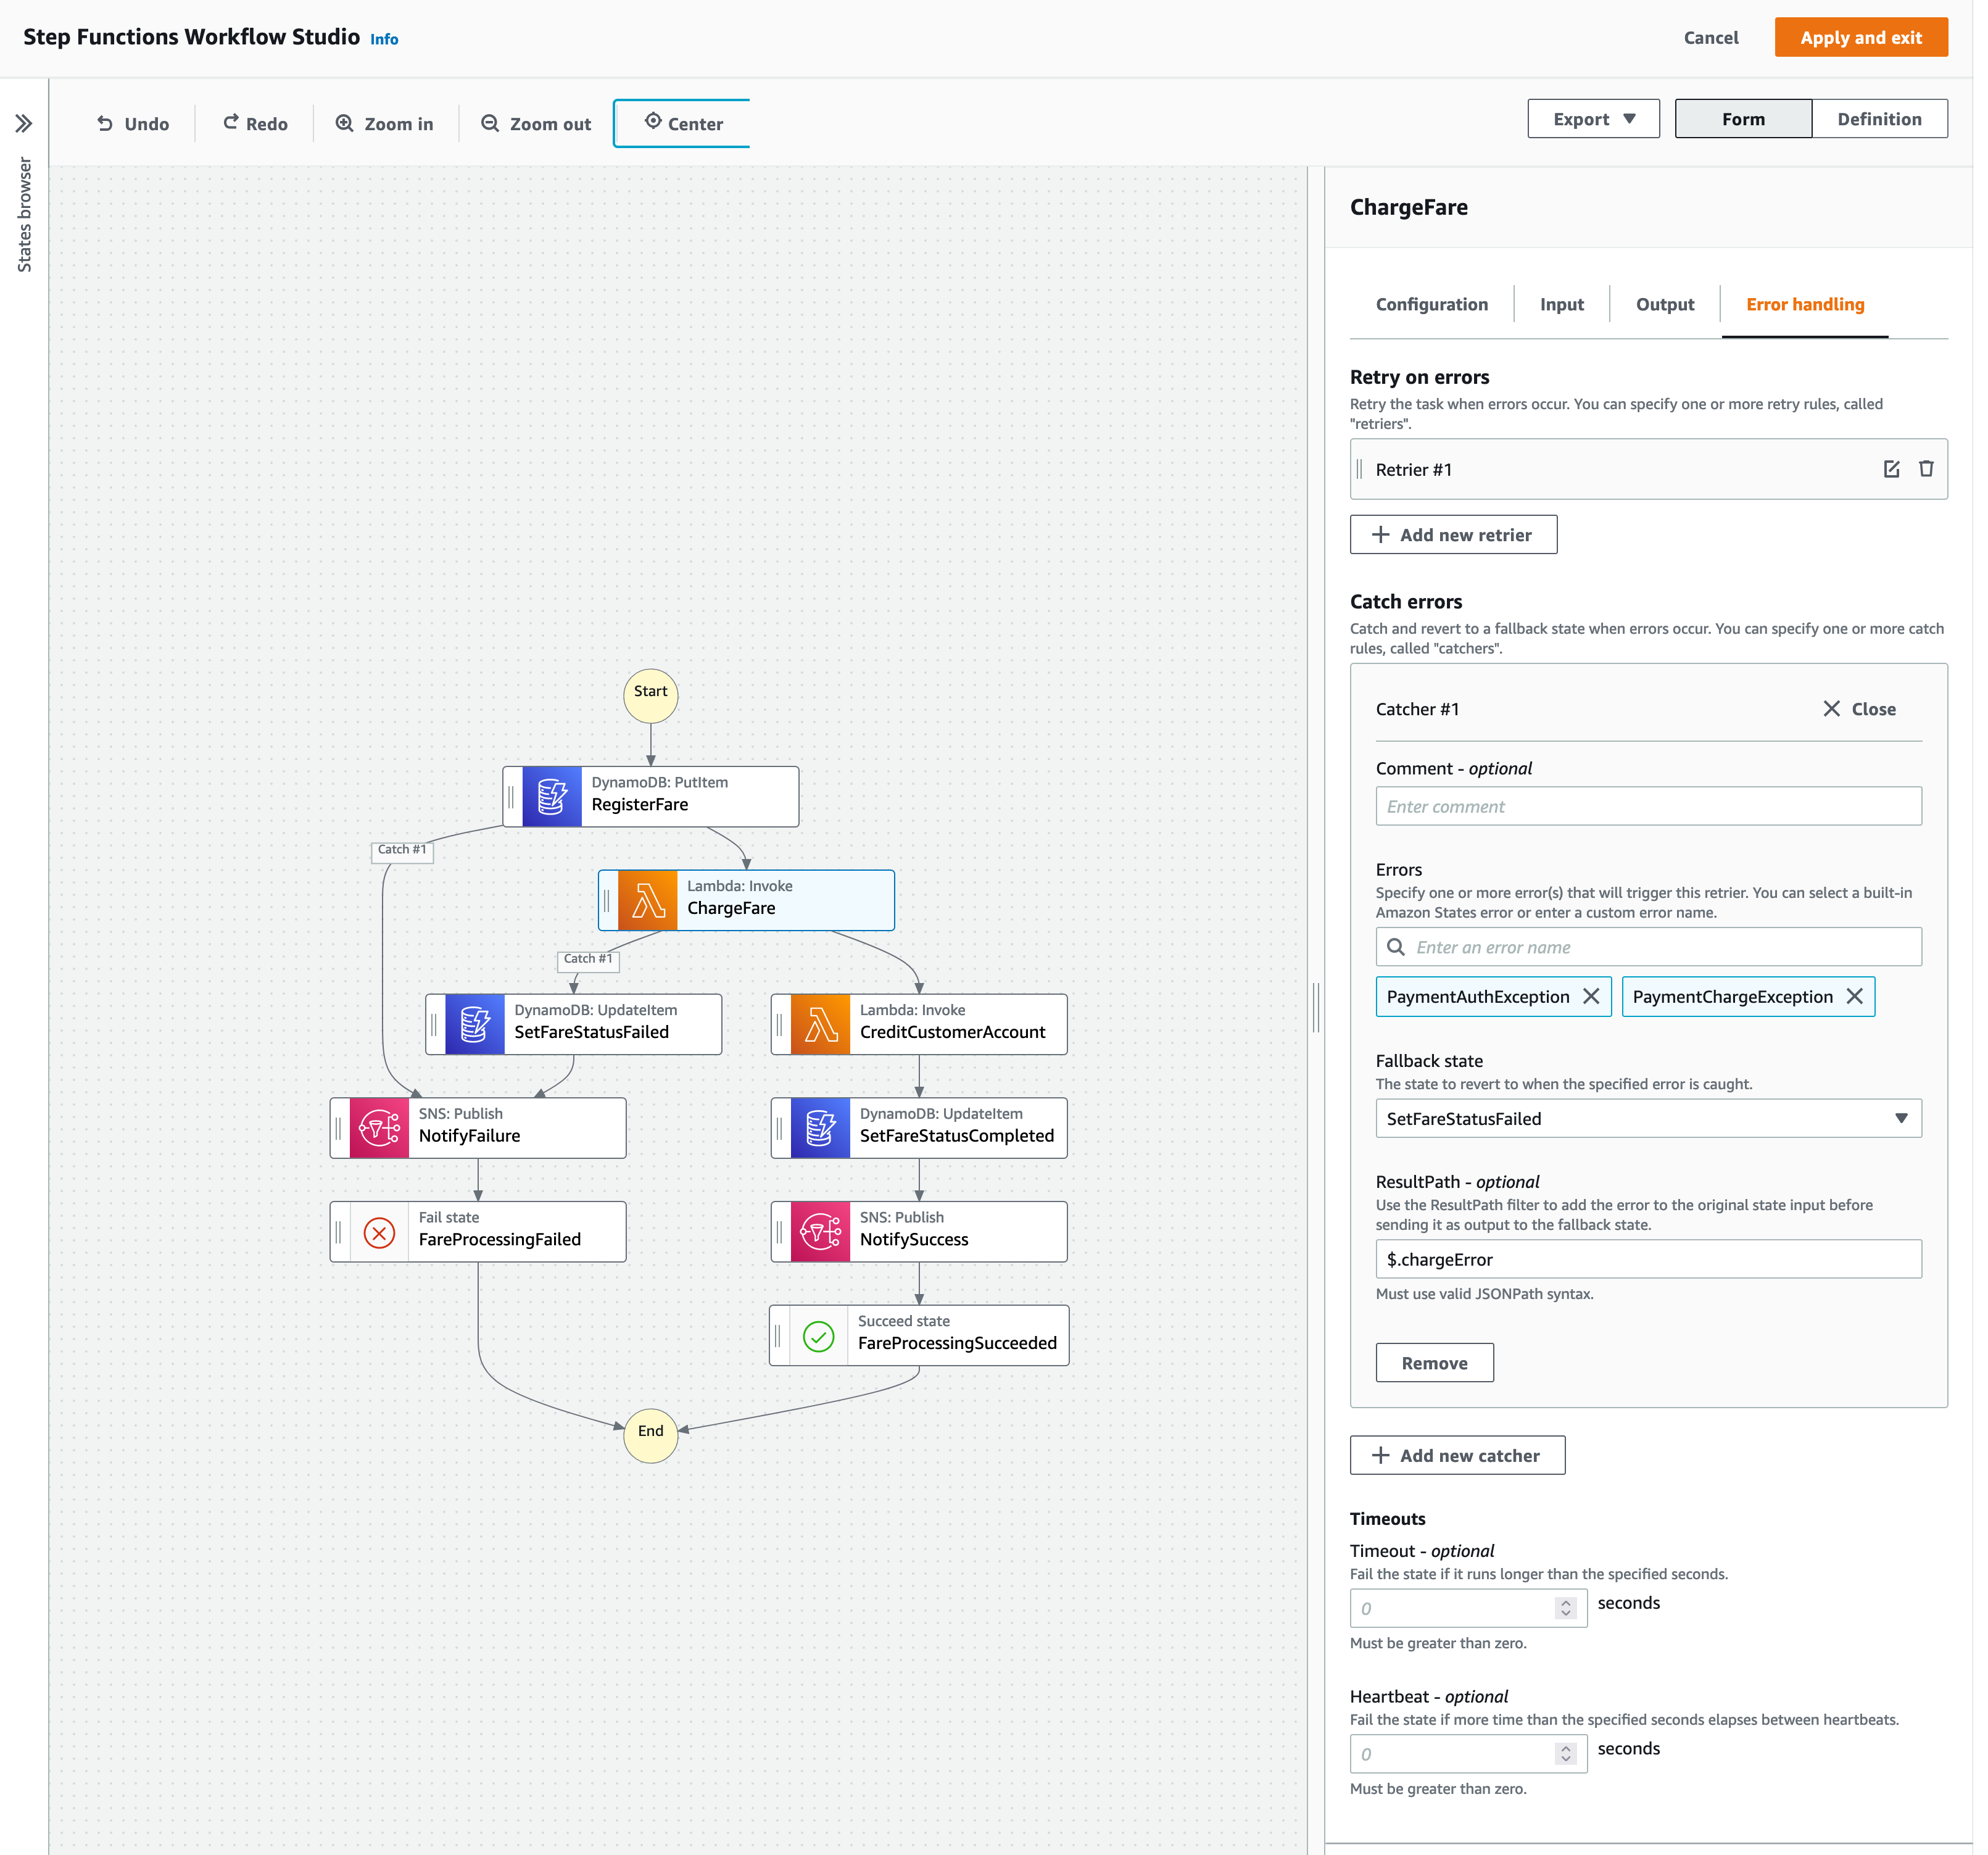 Step Functions Workflow Studio Info
Cancel
Apply and exit
States browser
Undo
Redo
Zoom in
Zoom out
Center
Export
Form
Definition
Start
DynamoDB: PutItem
RegisterFare
Catch #1
Lambda: Invoke
ChargeFare
Catch #1
DynamoDB: UpdateItem
SetFareStatusFailed
Lambda: Invoke
CreditCustomerAccount
SNS: Publish
NotifyFailure
DynamoDB: UpdateItem
SetFareStatusCompleted
Fail state
FareProcessingFailed
SNS: Publish
NotifySuccess
Succeed state
FareProcessingSucceeded
End
ChargeFare
Configuration
Input
Output
Error handling
Retry on errors
Retry the task when errors occur. You can specify one or more retry rules, called
"retriers".
Retrier #1
Add new retrier
Catch errors
Catch and revert to a fallback state when errors occur. You can specify one or more catch
rules, called "catchers".
Catcher #1
Close
Comment - optional
Enter comment
Errors
Specify one or more error(s) that will trigger this retrier. You can select a built-in
Amazon States error or enter a custom error name.
Enter an error name
PaymentAuthException
PaymentChargeException
Fallback state
The state to revert to when the specified error is caught.
SetFareStatusFailed
ResultPath - optional
Use the ResultPath filter to add the error to the original state input before
sending it as output to the fallback state.
$.chargeError
Must use valid JSONPath syntax.
Remove
Add new catcher
Timeouts
Timeout - optional
Fail the state if it runs longer than the specified seconds.
0
seconds
Must be greater than zero.
Heartbeat - optional
Fail the state if more time than the specified seconds elapses between heartbeats.
0
seconds
Must be greater than zero.